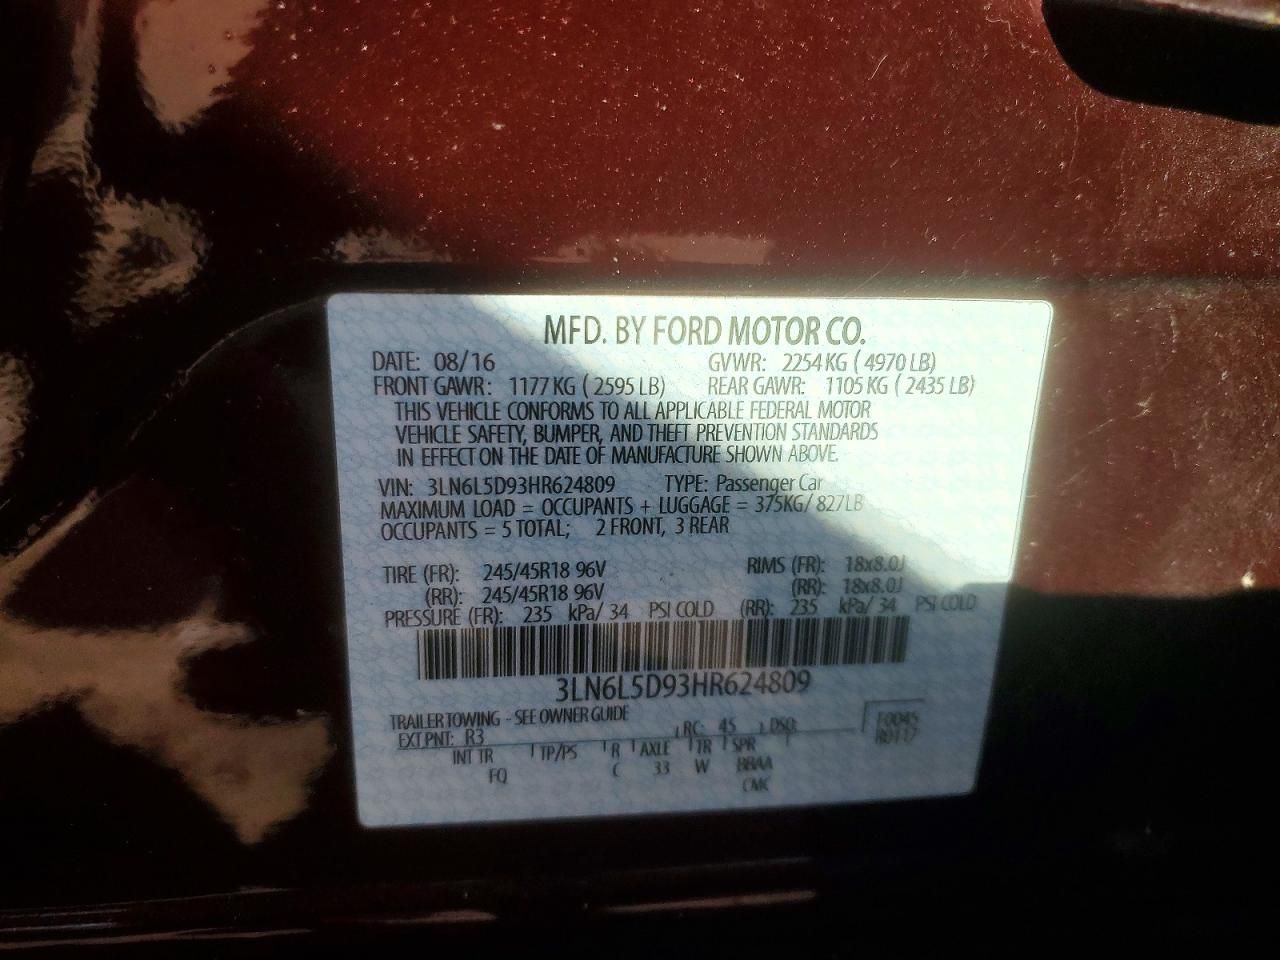 MFD. BY FORD MOTOR CO.
DATE: 08/16 GVWR: 2254 KG ( 4970 LB)
FRONT GAWR: 1177 KG ( 2595 LB) REAR GAWR: 1105 KG ( 2435 LB)
THIS VEHICLE CONFORMS TO ALL APPLICABLE FEDERAL MOTOR
VEHICLE SAFETY, BUMPER, AND THEFT PREVENTION STANDARDS
IN EFFECT ON THE DATE OF MANUFACTURE SHOWN ABOVE.
VIN: 3LN6L5D93HR624809 TYPE: Passenger Car
MAXIMUM LOAD = OCCUPANTS + LUGGAGE = 375KG/ 827LB
OCCUPANTS = 5 TOTAL; 2 FRONT, 3 REAR
TIRE (FR): 245/45R18 96V RIMS (FR): 18x8.0J
(RR): 245/45R18 96V (RR): 18x8.0J
PRESSURE (FR): 235 kPa/ 34 PSI COLD (RR): 235 kPa/ 34 PSI COLD
3LN6L5D93HR624809
TRAILER TOWING - SEE OWNER GUIDE
EXT PNT: R3 RC: 45 DSO: F0045
R0117
INT TR TP/PS R AXLE TR SPR
FQ C 33 W BBAA
CMC